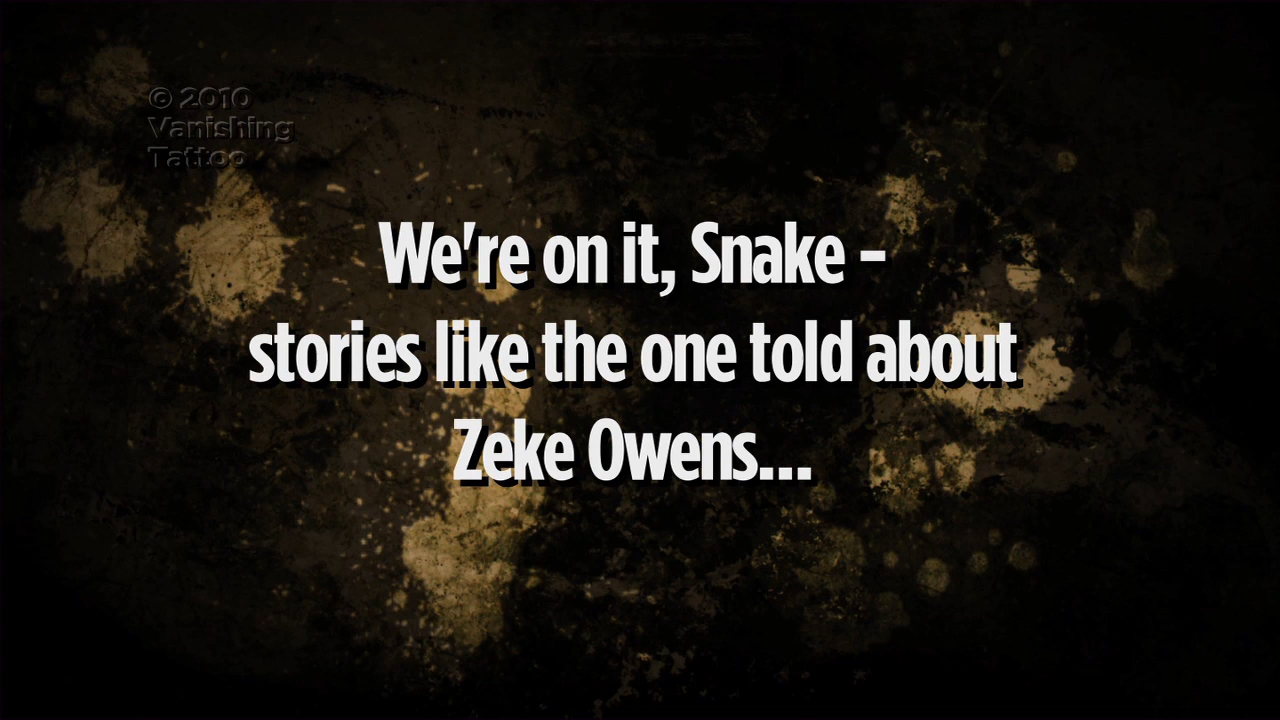 © 2010
Vanishing
Tattoo
We're on it, Snake –
stories like the one told about
Zeke Owens...